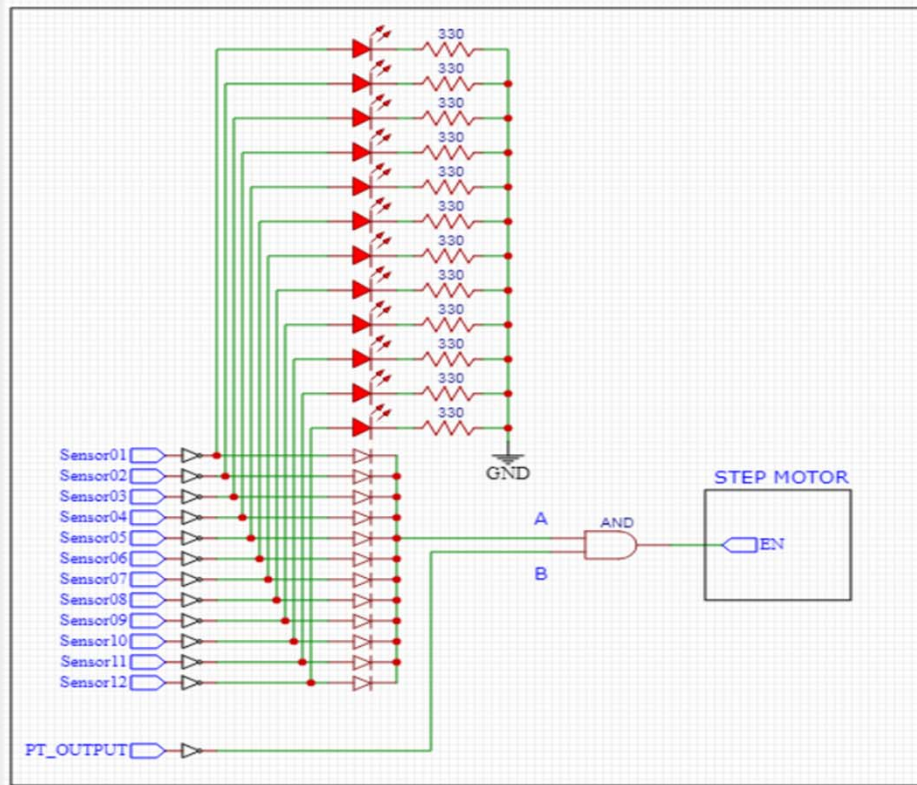 330
330
330
330
330
330
330
330
330
330
330
330
Sensor01
Sensor02
Sensor03
Sensor04
Sensor05
Sensor06
Sensor07
Sensor08
Sensor09
Sensor10
Sensor11
Sensor12
PT_OUTPUT
GND
A
B
AND
STEP MOTOR
EN